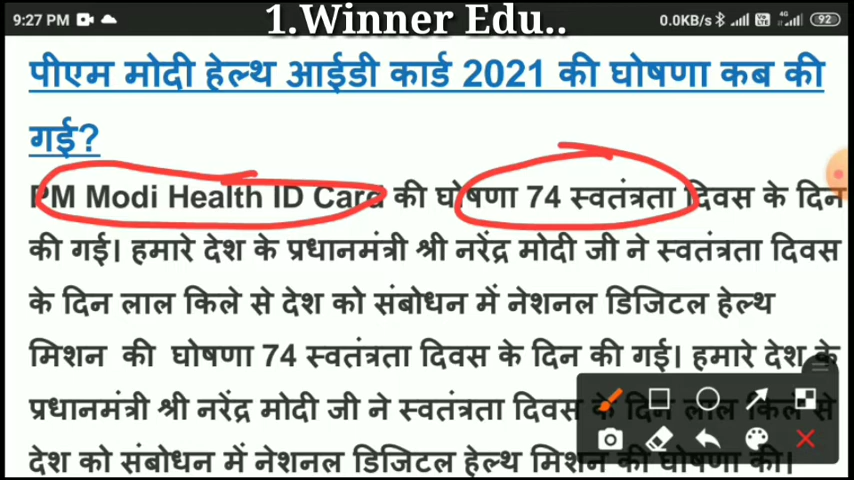 9:27 PM
1.Winner Edu..
0.0KB/s 4G 92
पीएम मोदी हेल्थ आईडी कार्ड 2021 की घोषणा कब की
गई?
PM Modi Health ID Card की घोषणा 74 स्वतंत्रता दिवस के दिन
की गई। हमारे देश के प्रधानमंत्री श्री नरेंद्र मोदी जी ने स्वतंत्रता दिवस
के दिन लाल किले से देश को संबोधन में नेशनल डिजिटल हेल्थ
मिशन की घोषणा 74 स्वतंत्रता दिवस के दिन की गई। हमारे देश के
प्रधानमंत्री श्री नरेंद्र मोदी जी ने स्वतंत्रता दिवस के दिन लाल किले से
देश को संबोधन में नेशनल डिजिटल हेल्थ मिशन की घोषणा की।